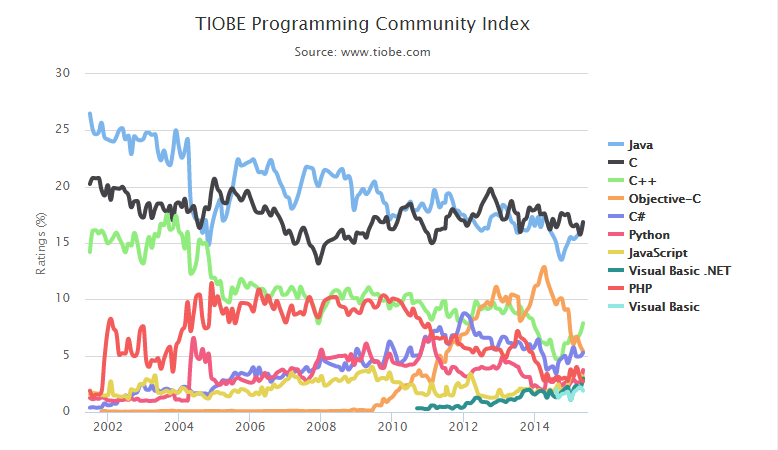 TIOBE Programming Community Index
Source: www.tiobe.com
Ratings (%)
30
25
20
15
10
5
0
2002
2004
2006
2008
2010
2012
2014
Java
C
C++
Objective-C
C#
Python
JavaScript
Visual Basic .NET
PHP
Visual Basic